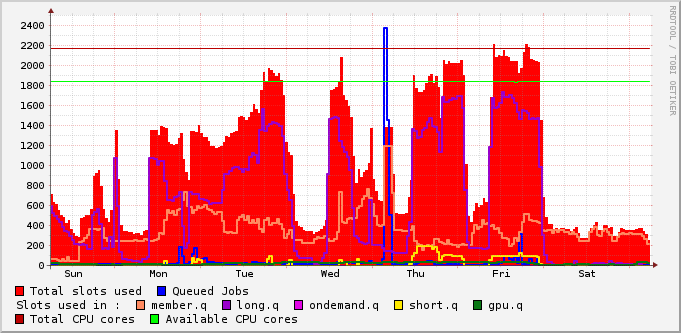 2400
2200
2000
1800
1600
1400
1200
1000
800
600
400
200
0
Sun Mon Tue Wed Thu Fri Sat
Total slots used Queued Jobs
Slots used in : member.q long.q ondemand.q short.q gpu.q
Total CPU cores Available CPU cores
RRDTOOL / TOBI OETIKER